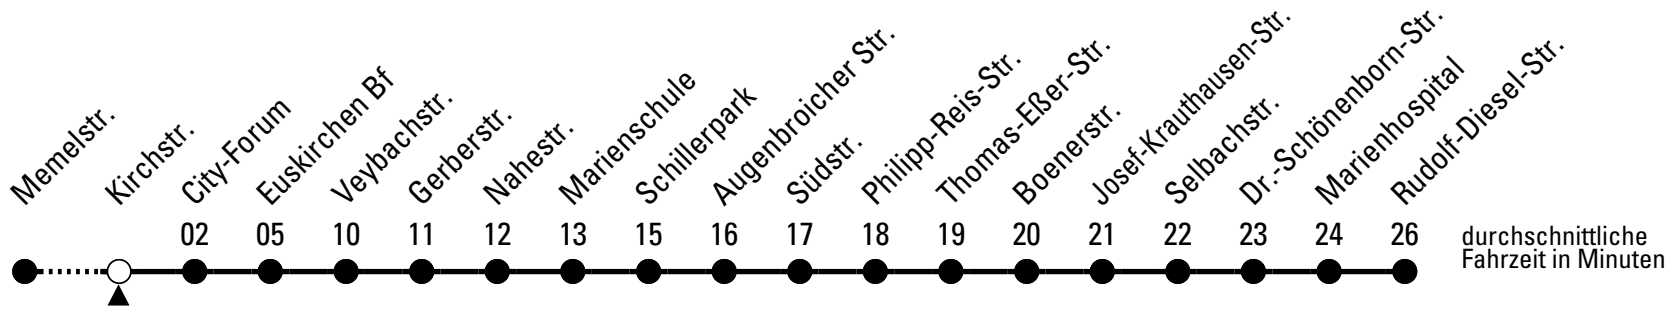 Memelstr.
Kirchstr.
City-Forum
Euskirchen Bf
Veybachstr.
Gerberstr.
Nahestr.
Marienschule
Schillerpark
Augenbroicher Str.
Südstr.
Philipp-Reis-Str.
Thomas-Eßer-Str.
Boenerstr.
Josef-Krauthausen-Str.
Selbachstr.
Dr.-Schönenborn-Str.
Marienhospital
Rudolf-Diesel-Str.
02 05 10 11 12 13 15 16 17 18 19 20 21 22 23 24 26
durchschnittliche
Fahrzeit in Minuten